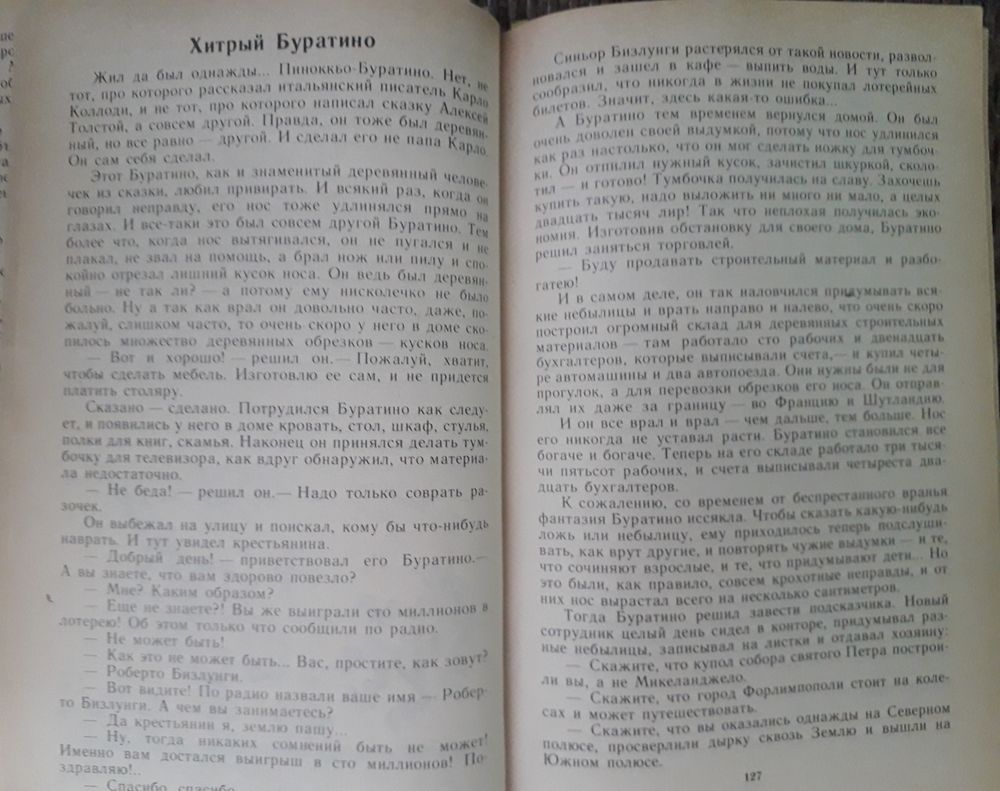 Хитрый Буратино
Жил да был однажды... Пиноккьо-Буратино. Нет, не
тот, про которого рассказал итальянский писатель Карло
Коллоди, и не тот, про которого написал сказку Алексей
Толстой, а совсем другой. Правда, он тоже был деревян-
ный, но все равно — другой. И сделал его не папа Карло.
Он сам себя сделал.
Этот Буратино, как и знаменитый деревянный челове-
чек из сказки, любил привирать. И всякий раз, когда он
говорил неправду, его нос тоже удлинялся прямо на
глазах. И все-таки это был совсем другой Буратино. Тем
более что, когда нос вытягивался, он не пугался и не
плакал, не звал на помощь, а брал нож или пилу и спо-
койно отрезал лишний кусок носа. Он ведь был деревян-
ный — не так ли? — а потому ему нисколечко не было
больно. Ну а так как врал он довольно часто, даже, по-
жалуй, слишком часто, то очень скоро у него в доме ско-
пилось множество деревянных обрезков — кусков носа.
— Вот и хорошо! — решил он.— Пожалуй, хватит,
чтобы сделать мебель. Изготовлю ее сам, и не придется
платить столяру.
Сказано — сделано. Потрудился Буратино как следу-
ет, и появились у него в доме кровать, стол, шкаф, стулья,
полки для книг, скамья. Наконец он принялся делать тум-
бочку для телевизора, как вдруг обнаружил, что материа-
ла недостаточно.
— Не беда! — решил он.— Надо только соврать ра-
зочек.
Он выбежал на улицу и поискал, кому бы что-нибудь
наврать. И тут увидел крестьянина.
— Добрый день! — приветствовал его Буратино.—
А вы знаете, что вам здорово повезло?
— Мне? Каким образом?
— Еще не знаете?! Вы же выиграли сто миллионов в
лотерею! Об этом только что сообщили по радио.
— Не может быть!
— Как это не может быть... Вас, простите, как зовут?
— Роберто Бизлунги.
— Вот видите! По радио назвали ваше имя — Робер-
то Бизлунги. А чем вы занимаетесь?
— Да крестьянин я, землю пашу...
— Ну, тогда никаких сомнений быть не может!
Именно вам достался выигрыш в сто миллионов! По-
здравляю!..
— Спасибо, спасибо
Синьор Бизлунги растерялся от такой новости, развол-
новался и зашел в кафе — выпить воды. И тут только
сообразил, что никогда в жизни не покупал лотерейных
билетов. Значит, здесь какая-то ошибка...
А Буратино тем временем вернулся домой. Он был
очень доволен своей выдумкой, потому что нос удлинился
как раз настолько, что он мог сделать ножку для тумбоч-
ки. Он отпилил нужный кусок, зачистил шкуркой, сколо-
тил — и готово! Тумбочка получилась на славу. Захочешь
купить такую, надо выложить ни много ни мало, а целых
двадцать тысяч лир! Так что неплохая получилась эко-
номия. Изготовив обстановку для своего дома, Буратино
решил заняться торговлей.
— Буду продавать строительный материал и разбо-
гатею!
И в самом деле, он так наловчился придумывать вся-
кие небылицы и врать направо и налево, что очень скоро
построил огромный склад для деревянных строительных
материалов — там работало сто рабочих и двенадцать
бухгалтеров, которые выписывали счета,— и купил четы-
ре автомашины и два автопоезда. Они нужны были не для
прогулок, а для перевозки обрезков его носа. Он отправ-
лял их даже за границу — во Францию и Шутландию.
И он все врал и врал — чем дальше, тем больше. Нос
его никогда не уставал расти. Буратино становился все
богаче и богаче. Теперь на его складе работало три тыся-
чи пятьсот рабочих, и счета выписывали четыреста два-
дцать бухгалтеров.
К сожалению, со временем от беспрестанного вранья
фантазия Буратино иссякла. Чтобы сказать какую-нибудь
ложь или небылицу, ему приходилось теперь подслуши-
вать, как врут другие, и повторять чужие выдумки — и те,
что сочиняют взрослые, и те, что придумывают дети... Но
это были, как правило, совсем крохотные неправды, и от
них нос вырастал всего на несколько сантиметров.
Тогда Буратино решил завести подсказчика. Новый
сотрудник целый день сидел в конторе, придумывал раз-
ные небылицы, записывал на листки и отдавал хозяину:
— Скажите, что купол собора святого Петра построи-
ли вы, а не Микеланджело.
— Скажите, что город Форлимпополи стоит на коле-
сах и может путешествовать.
— Скажите, что вы оказались однажды на Северном
полюсе, просверлили дырку сквозь Землю и вышли на
Южном полюсе.
127